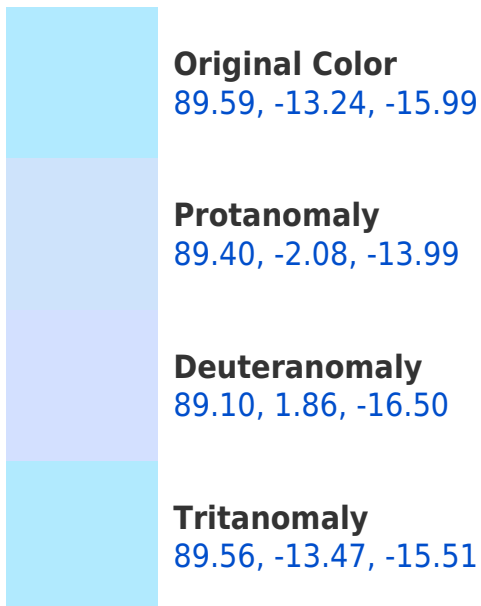 Original Color
89.59, -13.24, -15.99
Protanomaly
89.40, -2.08, -13.99
Deuteranomaly
89.10, 1.86, -16.50
Tritanomaly
89.56, -13.47, -15.51